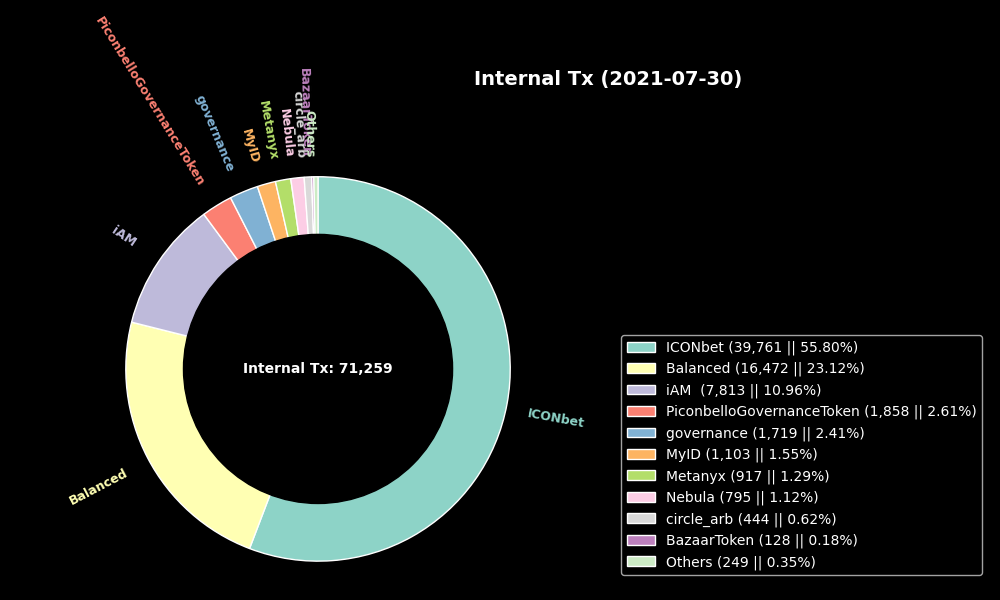 Internal Tx (2021-07-30)
PiconbelloGovernanceToken
governance
MyID
Metanyx
Nebula
circle_arb
BazaarToken
Others
iAM
Balanced
ICONbet
Internal Tx: 71,259
ICONbet (39,761 || 55.80%)
Balanced (16,472 || 23.12%)
iAM  (7,813 || 10.96%)
PiconbelloGovernanceToken (1,858 || 2.61%)
governance (1,719 || 2.41%)
MyID (1,103 || 1.55%)
Metanyx (917 || 1.29%)
Nebula (795 || 1.12%)
circle_arb (444 || 0.62%)
BazaarToken (128 || 0.18%)
Others (249 || 0.35%)